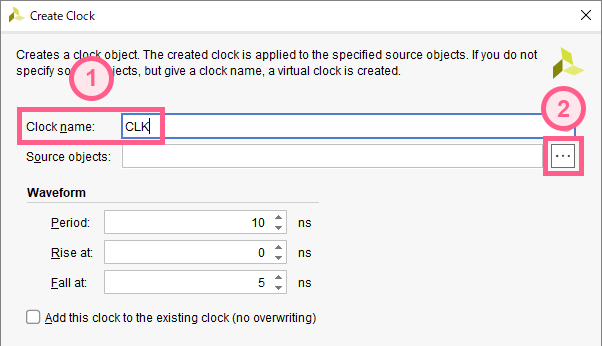 Create Clock
Creates a clock object. The created clock is applied to the specified source objects. If you do not
specify so jects, but give a clock name, a virtual clock is created.
1
2
Clock name: CLK
Source objects: ...
Waveform
Period: 10 ns
Rise at: 0 ns
Fall at: 5 ns
Add this clock to the existing clock (no overwriting)